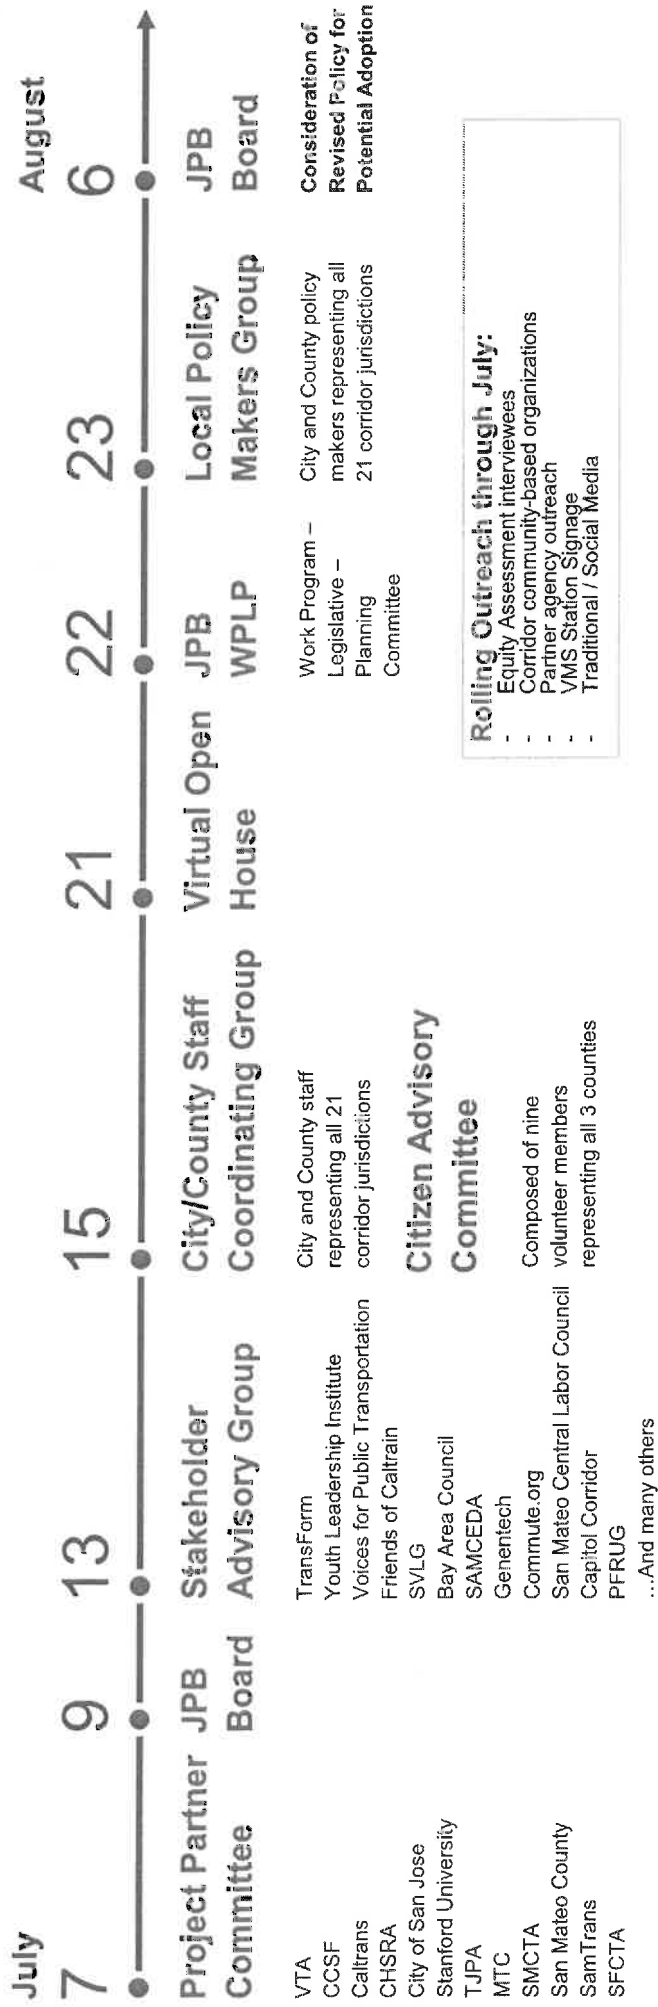 July
7
Project Partner
Committee
VTA
CCSF
Caltrans
CHSRA
City of San Jose
Stanford University
TJPA
MTC
SMCTA
San Mateo County
SamTrans
SFCTA
9
JPB
Board
13
Stakeholder
Advisory Group
TransForm
Youth Leadership Institute
Voices for Public Transportation
Friends of Caltrain
SVLG
Bay Area Council
SAMCEDA
Genentech
Commute.org
San Mateo Central Labor Council
Capitol Corridor
PFRUG
...And many others
15
City/County Staff
Coordinating Group
City and County staff
representing all 21
corridor jurisdictions
Citizen Advisory
Committee
Composed of nine
volunteer members
representing all 3 counties
21
Virtual Open
House
22
JPB
WPLP
Work Program –
Legislative –
Planning
Committee
23
Local Policy
Makers Group
City and County policy
makers representing all
21 corridor jurisdictions
August
6
JPB
Board
Consideration of
Revised Policy for
Potential Adoption
Rolling Outreach through July:
- Equity Assessment interviewees
- Corridor community-based organizations
- Partner agency outreach
- VMS Station Signage
- Traditional / Social Media